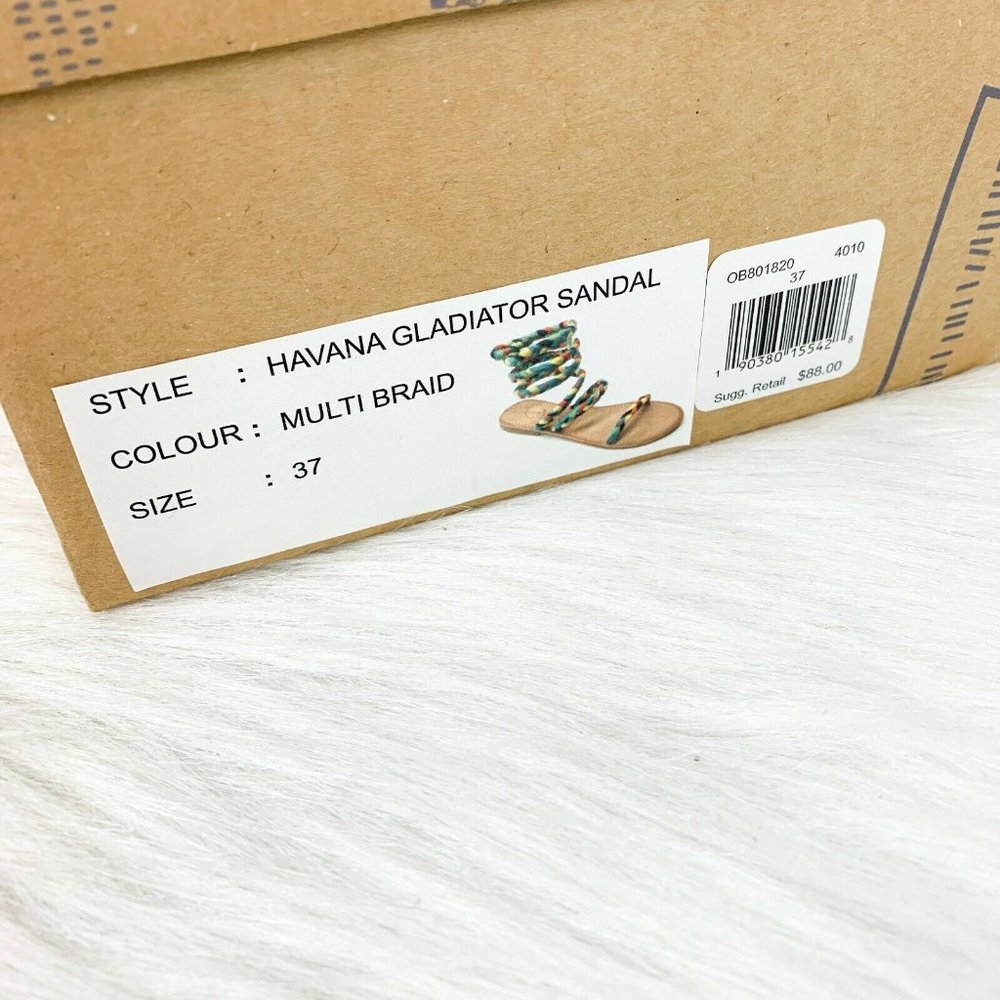 STYLE : HAVANA GLADIATOR SANDAL
COLOUR : MULTI BRAID
SIZE : 37
OB801820 4010
37
1 90380 15542 8
Sugg. Retail $88.00